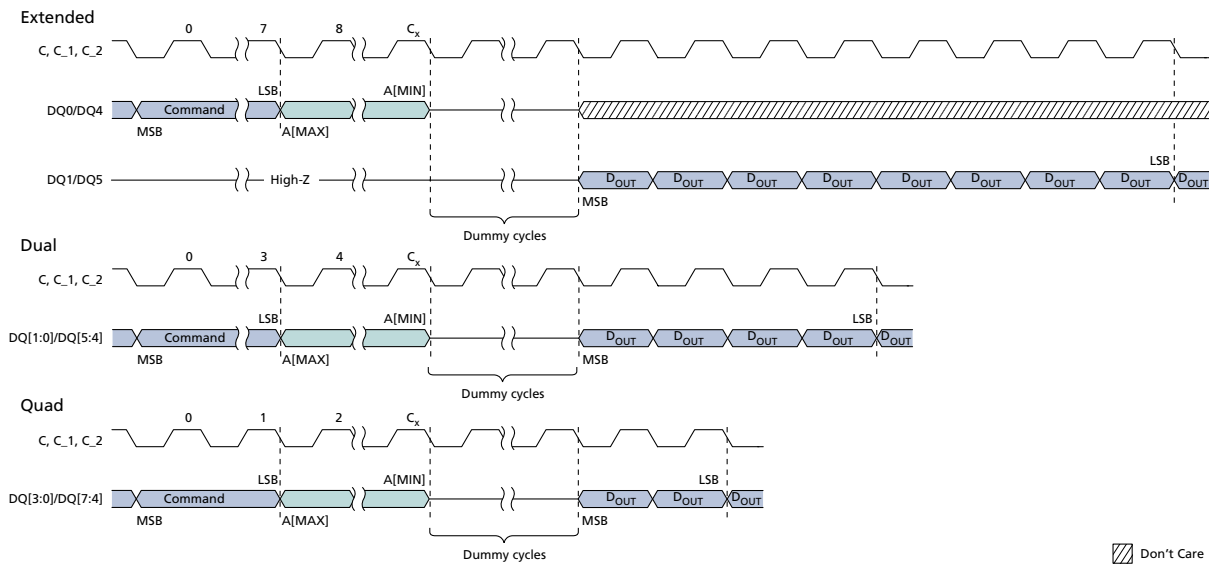 Extended
0 7 8 Cx
C, C_1, C_2
LSB A[MIN]
DQ0/DQ4 Command
MSB A[MAX]
LSB
DQ1/DQ5 High-Z DOUT DOUT DOUT DOUT DOUT DOUT DOUT DOUT DOUT
MSB
Dummy cycles
Dual
0 3 4 Cx
C, C_1, C_2
LSB A[MIN] LSB
DQ[1:0]/DQ[5:4] Command DOUT DOUT DOUT DOUT DOUT
MSB A[MAX] MSB
Dummy cycles
Quad
0 1 2 Cx
C, C_1, C_2
LSB A[MIN] LSB
DQ[3:0]/DQ[7:4] Command DOUT DOUT DOUT
MSB A[MAX] MSB
Dummy cycles
Don't Care